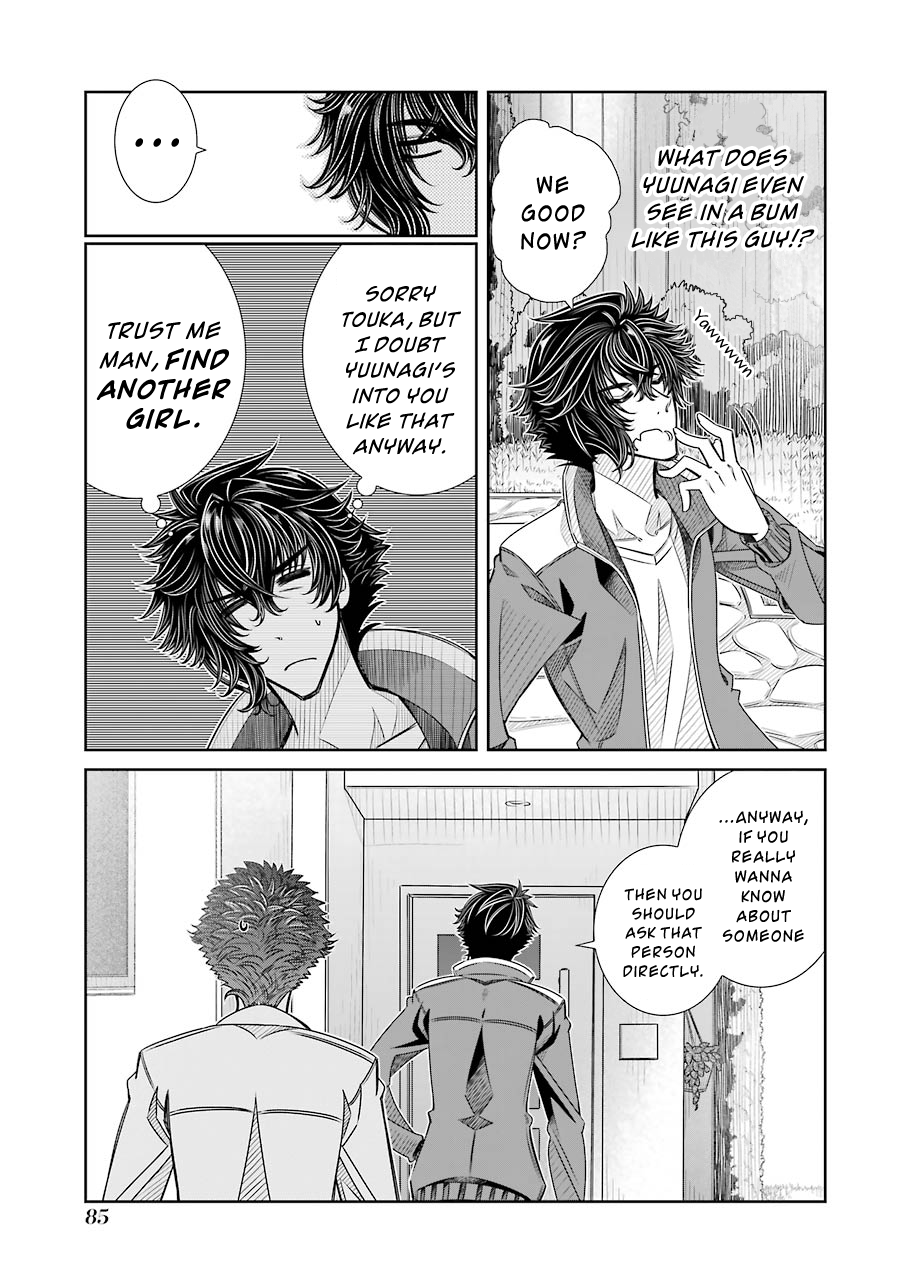 WHAT DOES
YUUNAGI EVEN
SEE IN A BUM
LIKE THIS GUY!?
WE
GOOD
NOW?
Yawwwwn
...
SORRY
TOUKA, BUT
I DOUBT
YUUNAGI'S
INTO YOU
LIKE THAT
ANYWAY.
TRUST ME
MAN, FIND
ANOTHER
GIRL.
...ANYWAY,
IF YOU
REALLY
WANNA
KNOW
ABOUT
SOMEONE
THEN YOU
SHOULD
ASK THAT
PERSON
DIRECTLY.
85